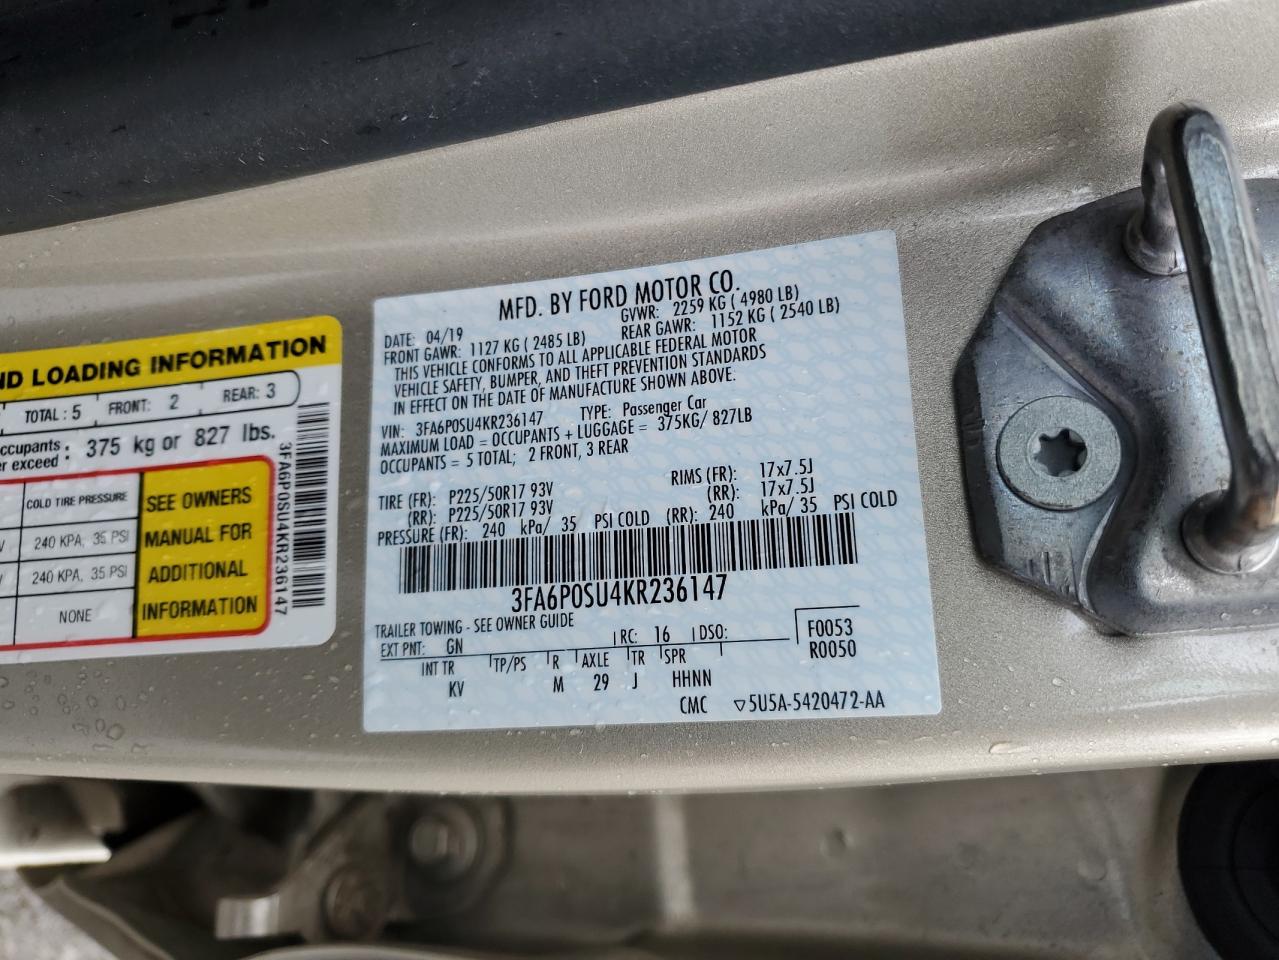 MFD. BY FORD MOTOR CO.
DATE: 04/19 GVWR: 2259 KG ( 4980 LB)
FRONT GAWR: 1127 KG ( 2485 LB) REAR GAWR: 1152 KG ( 2540 LB)
THIS VEHICLE CONFORMS TO ALL APPLICABLE FEDERAL MOTOR
VEHICLE SAFETY, BUMPER, AND THEFT PREVENTION STANDARDS
IN EFFECT ON THE DATE OF MANUFACTURE SHOWN ABOVE.
VIN: 3FA6P0SU4KR236147 TYPE: Passenger Car
MAXIMUM LOAD = OCCUPANTS + LUGGAGE = 375KG/ 827LB
OCCUPANTS = 5 TOTAL; 2 FRONT, 3 REAR
TIRE (FR): P225/50R17 93V RIMS (FR): 17x7.5J
(RR): P225/50R17 93V (RR): 17x7.5J
PRESSURE (FR): 240 kPa/ 35 PSI COLD (RR): 240 kPa/ 35 PSI COLD
3FA6P0SU4KR236147
TRAILER TOWING - SEE OWNER GUIDE
EXT PNT: GN RC: 16 DSO: F0053
R0050
INT TR TP/PS R AXLE TR SPR
KV M 29 J HHNN
CMC ▽5U5A-5420472-AA
ND LOADING INFORMATION
TOTAL : 5 FRONT: 2 REAR: 3
ccupants : 375 kg or 827 lbs.
er exceed :
COLD TIRE PRESSURE
V 240 KPA, 35 PSI
V 240 KPA, 35 PSI
NONE
SEE OWNERS
MANUAL FOR
ADDITIONAL
INFORMATION
3FA6P0SU4KR236147